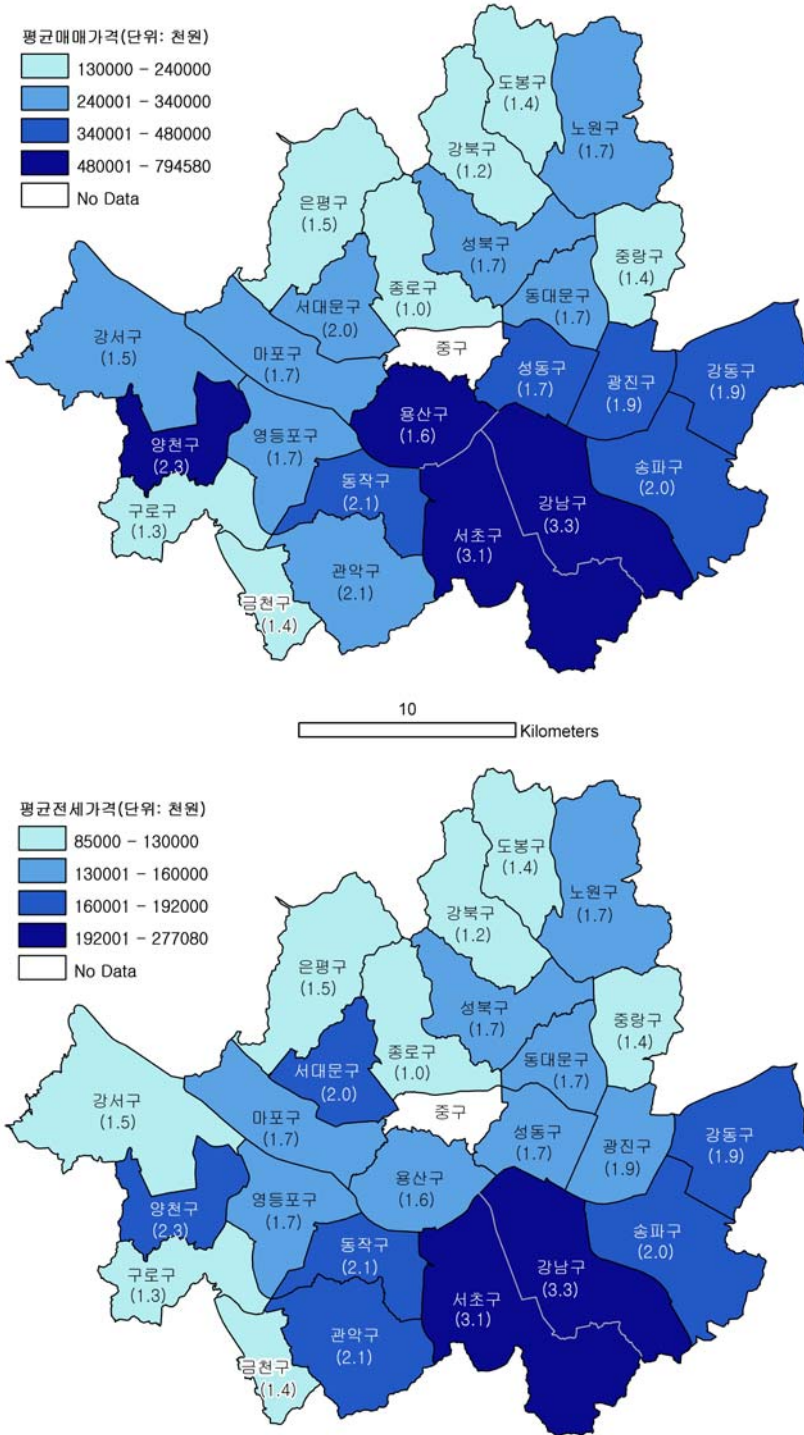 평균매매가격(단위: 천원)
130000 - 240000
240001 - 340000
340001 - 480000
480001 - 794580
No Data
도봉구
(1.4)
노원구
(1.7)
강북구
(1.2)
은평구
(1.5)
성북구
(1.7)
중랑구
(1.4)
종로구
(1.0)
서대문구
(2.0)
동대문구
(1.7)
강서구
(1.5)
마포구
(1.7)
중구
성동구
(1.7)
광진구
(1.9)
강동구
(1.9)
용산구
(1.6)
양천구
(2.3)
영등포구
(1.7)
송파구
(2.0)
동작구
(2.1)
강남구
(3.3)
구로구
(1.3)
서초구
(3.1)
관악구
(2.1)
금천구
(1.4)
10
Kilometers
평균전세가격(단위: 천원)
85000 - 130000
130001 - 160000
160001 - 192000
192001 - 277080
No Data
도봉구
(1.4)
노원구
(1.7)
강북구
(1.2)
은평구
(1.5)
성북구
(1.7)
중랑구
(1.4)
종로구
(1.0)
서대문구
(2.0)
동대문구
(1.7)
강서구
(1.5)
마포구
(1.7)
중구
성동구
(1.7)
광진구
(1.9)
강동구
(1.9)
용산구
(1.6)
양천구
(2.3)
영등포구
(1.7)
송파구
(2.0)
동작구
(2.1)
강남구
(3.3)
구로구
(1.3)
서초구
(3.1)
관악구
(2.1)
금천구
(1.4)